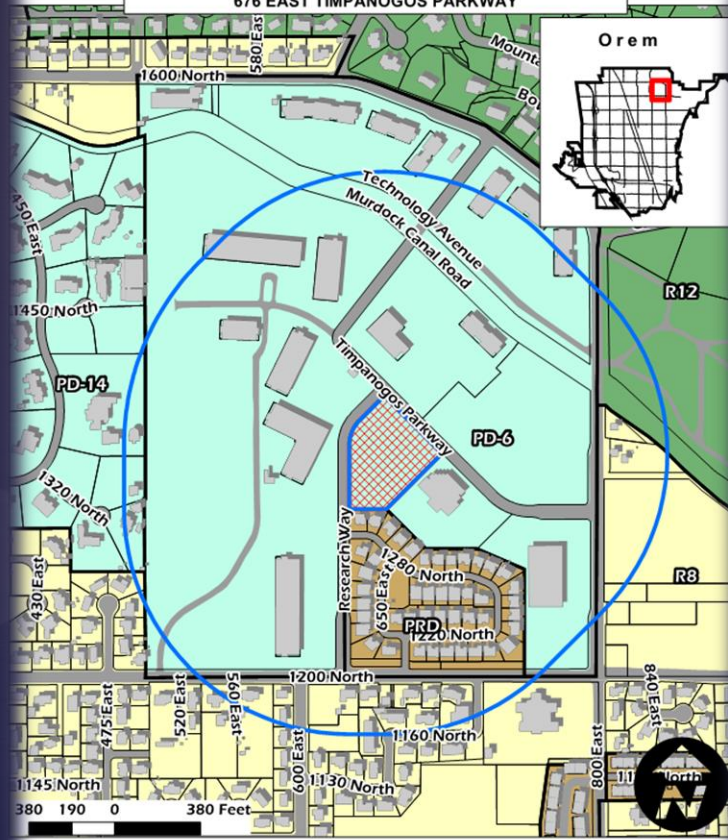 676 EAST TIMPANOGOS PARKWAY
Orem
580 East
1600 North
Technology Avenue
Murdock Canal Road
450 East
R12
1450 North
Timpanogos Parkway
PD-14
PD-6
1320 North
Research Way
1280 North
650 East
430 East
R8
PRD
1220 North
1200 North
475 East
520 East
560 East
600 East
840 East
800 East
1160 North
1130 North
1145 North
380 190 0 380 Feet
N